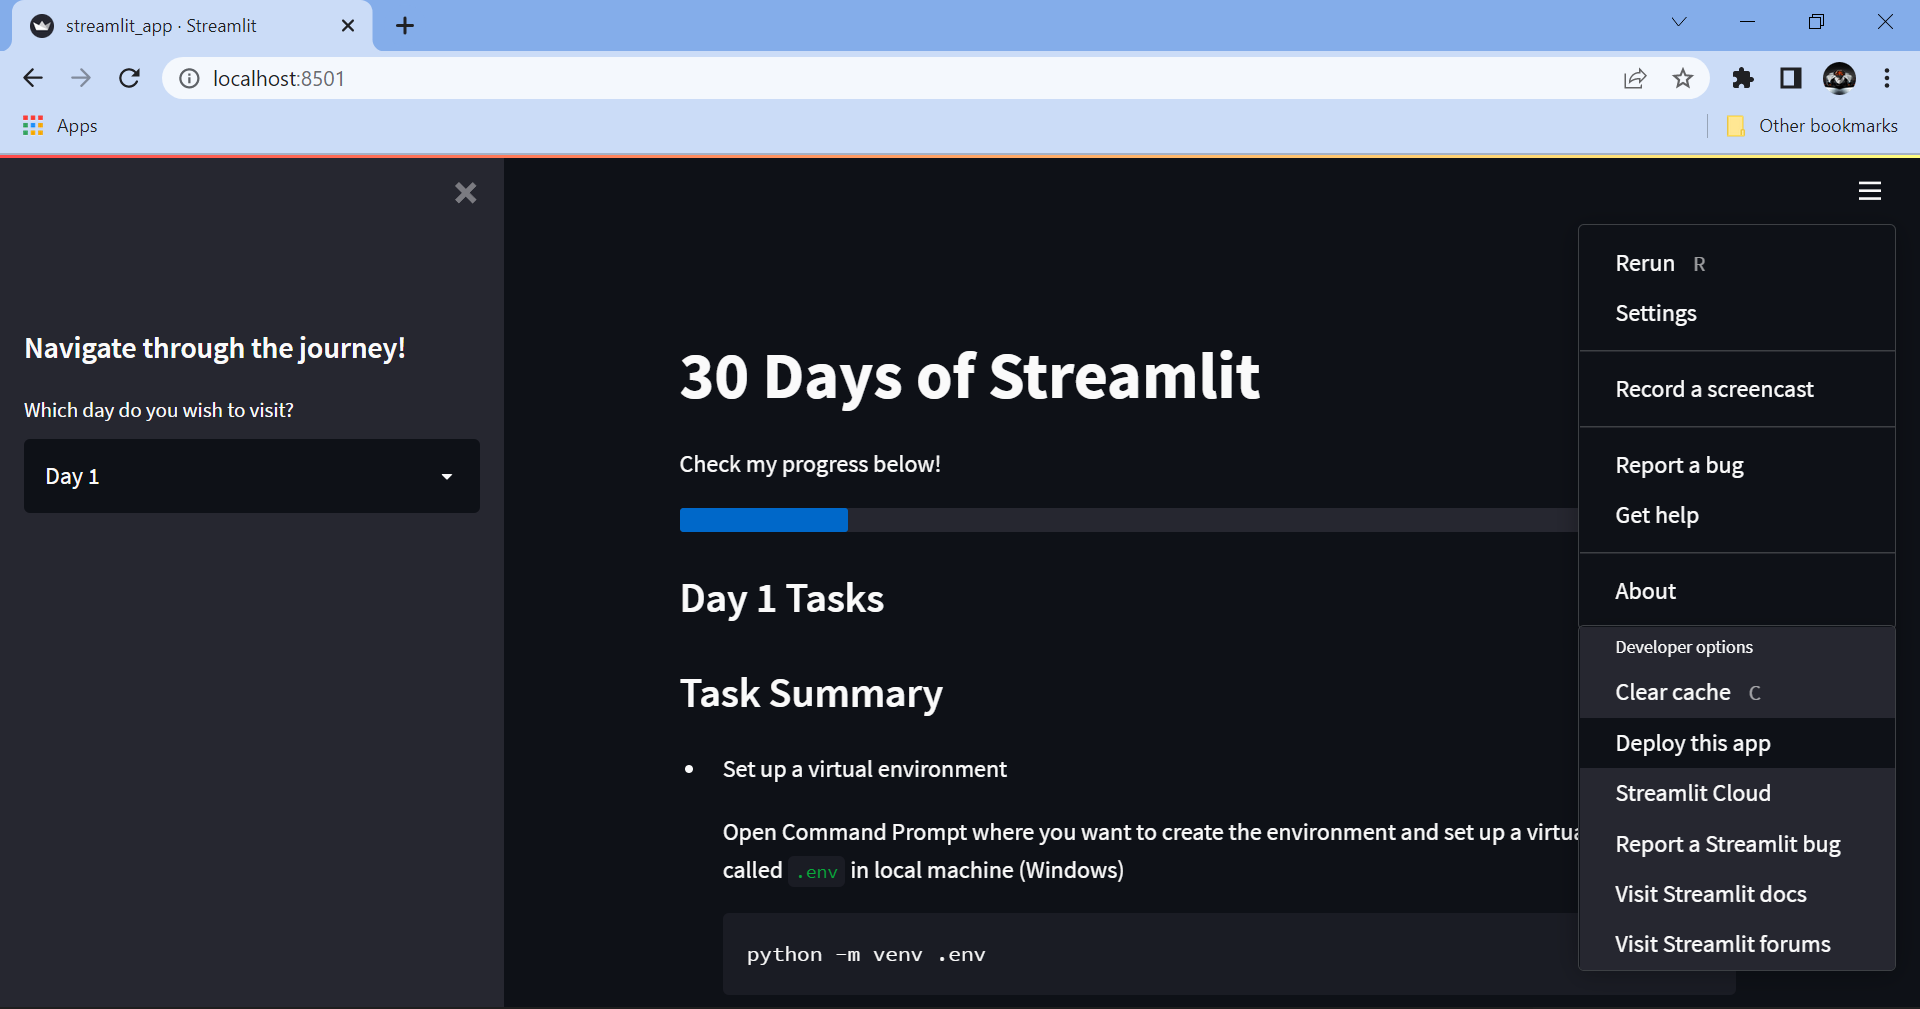 streamlit_app · Streamlit
localhost:8501
Apps
Other bookmarks
Navigate through the journey!
Which day do you wish to visit?
Day 1
30 Days of Streamlit
Check my progress below!
Day 1 Tasks
Task Summary
Set up a virtual environment
Open Command Prompt where you want to create the environment and set up a
called .env in local machine (Windows)
python -m venv .env
Rerun R
Settings
Record a screencast
Report a bug
Get help
About
Developer options
Clear cache C
Deploy this app
Streamlit Cloud
Report a Streamlit bug
Visit Streamlit docs
Visit Streamlit forums